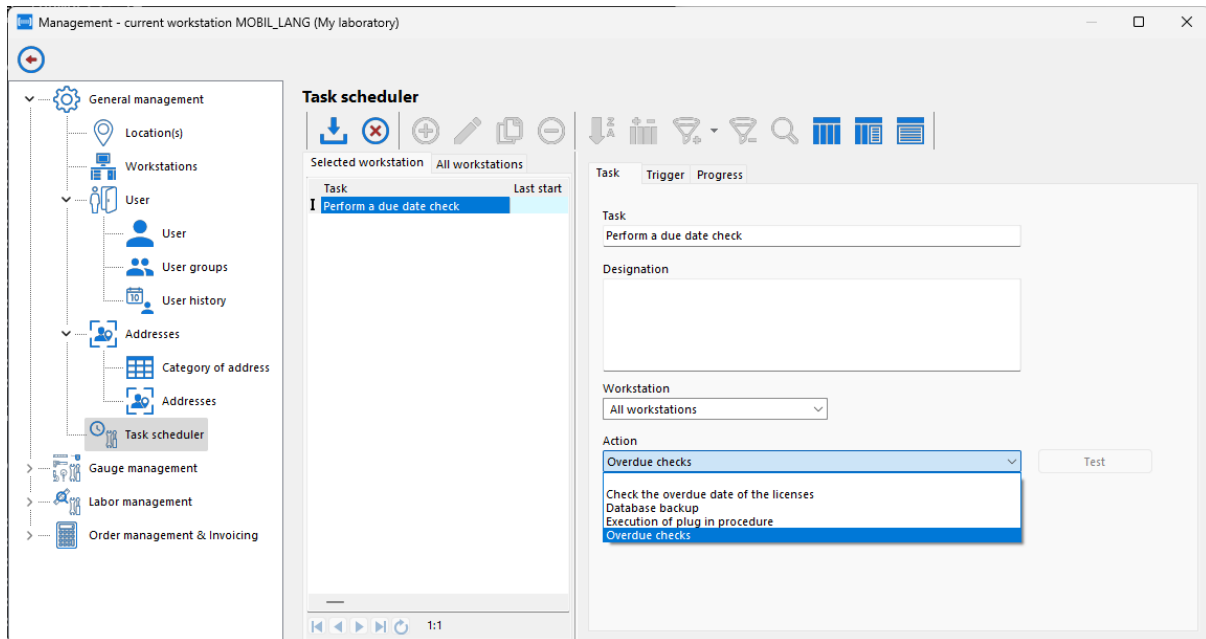 Management - current workstation MOBIL_LANG (My laboratory)
General management
Location(s)
Workstations
User
User
User groups
10
User history
Addresses
Category of address
Addresses
Task scheduler
Gauge management
Labor management
Order management & Invoicing
Task scheduler
Z
A
Selected workstation All workstations
Task Last start
Perform a due date check
1:1
Task Trigger Progress
Task
Perform a due date check
Designation
Workstation
All workstations
Action
Overdue checks
Test
Check the overdue date of the licenses
Database backup
Execution of plug in procedure
Overdue checks